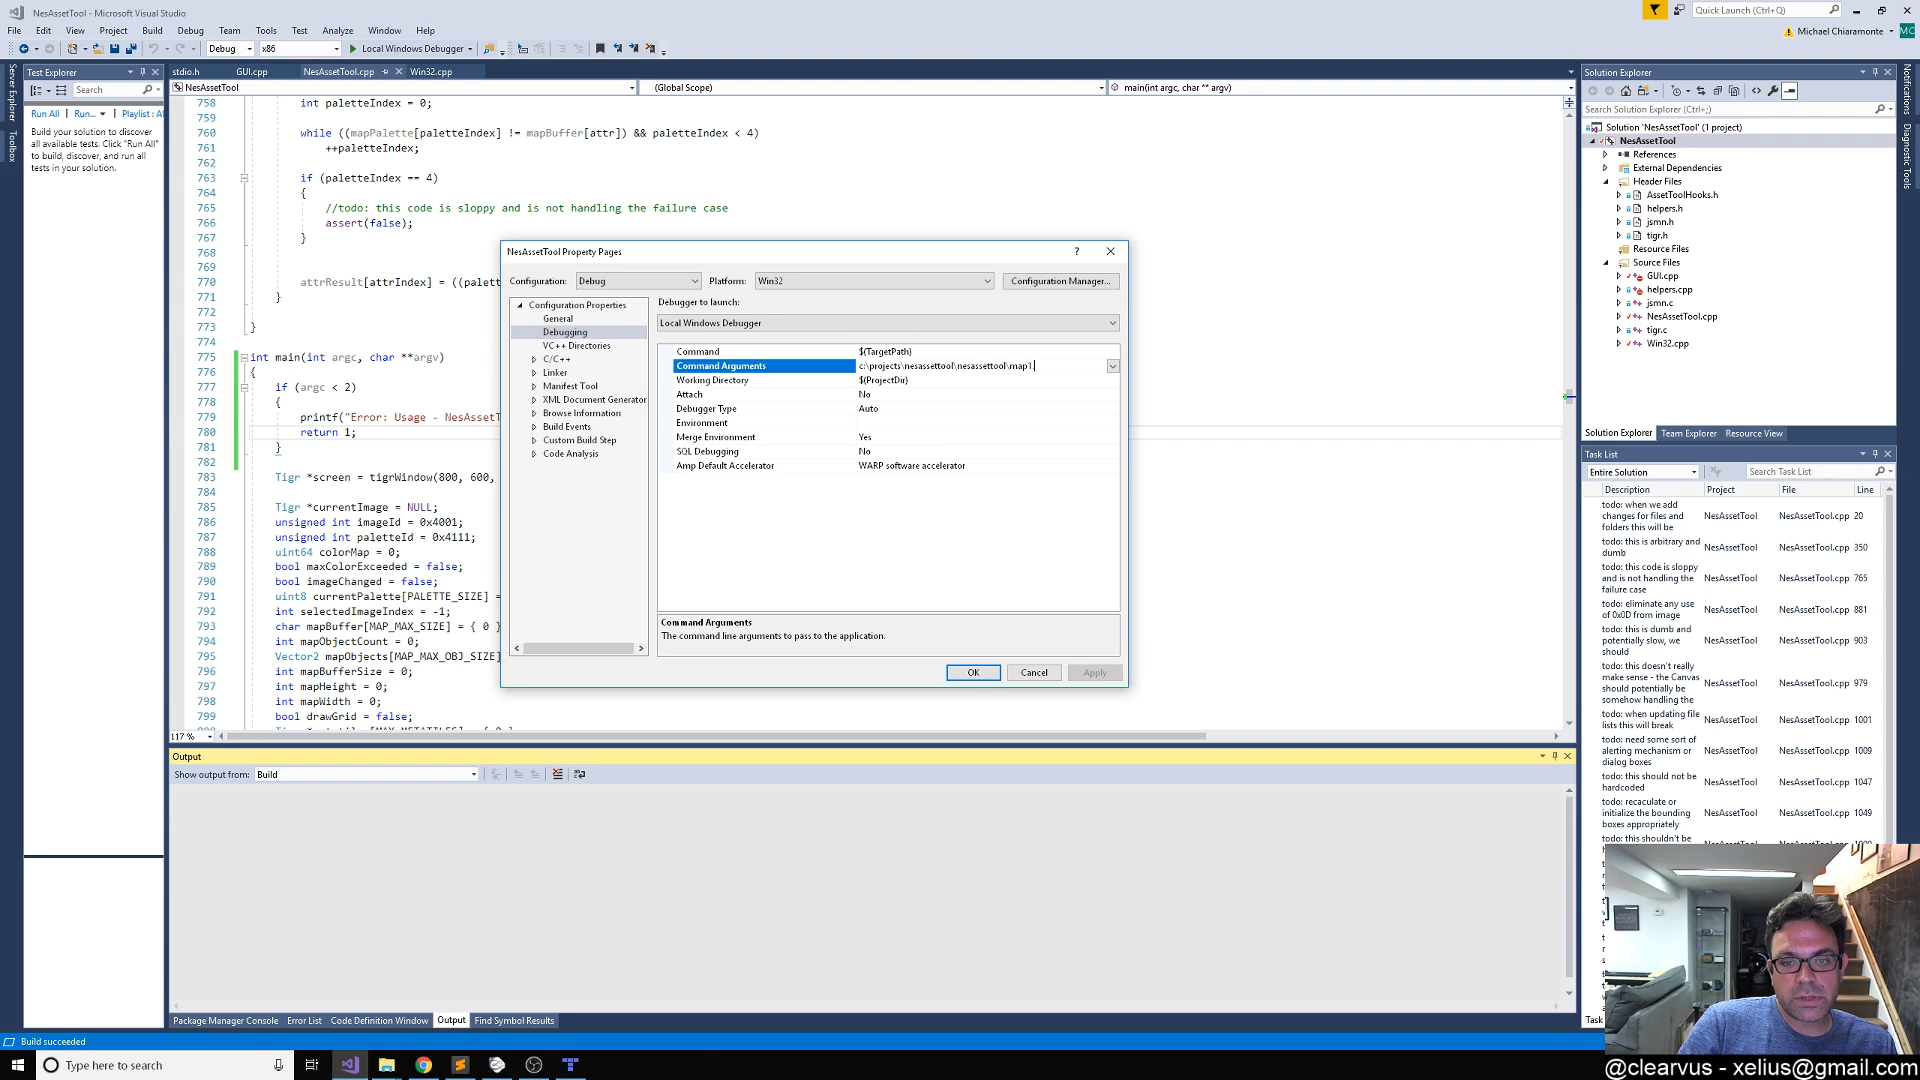 NesAssetTool - Microsoft Visual Studio
Quick Launch (Ctrl+Q)
File Edit View Project Build Debug Team Tools Test Analyze Window Help
Michael Chiaramonte MC
Debug x86 Local Windows Debugger
Server Explorer
Toolbox
Test Explorer
Search
Run All Run... Playlist : Al
Build your solution to discover
all available tests. Click "Run All"
to build, discover, and run all
tests in your solution.
stdio.h GUI.cpp NesAssetTool.cpp Win32.cpp
NesAssetTool (Global Scope) main(int argc, char ** argv)
758 int paletteIndex = 0;
759
760 while ((mapPalette[paletteIndex] != mapBuffer[attr]) && paletteIndex < 4)
761 ++paletteIndex;
762
763 if (paletteIndex == 4)
764 {
765 //todo: this code is sloppy and is not handling the failure case
766 assert(false);
767 }
768
769
770 attrResult[attrIndex] = ((palett
771 }
772
773 }
774
775 int main(int argc, char **argv)
776 {
777 if (argc < 2)
778 {
779 printf("Error: Usage - NesAssetT
780 return 1;
781 }
782
783 Tigr *screen = tigrWindow(800, 600,
784
785 Tigr *currentImage = NULL;
786 unsigned int imageId = 0x4001;
787 unsigned int paletteId = 0x4111;
788 uint64 colorMap = 0;
789 bool maxColorExceeded = false;
790 bool imageChanged = false;
791 uint8 currentPalette[PALETTE_SIZE] =
792 int selectedImageIndex = -1;
793 char mapBuffer[MAP_MAX_SIZE] = { 0 }
794 int mapObjectCount = 0;
795 Vector2 mapObjects[MAP_MAX_OBJ_SIZE]
796 int mapBufferSize = 0;
797 int mapHeight = 0;
798 int mapWidth = 0;
799 bool drawGrid = false;
117 %
NesAssetTool Property Pages
Configuration: Debug Platform: Win32 Configuration Manager...
Configuration Properties
General
Debugging
VC++ Directories
C/C++
Linker
Manifest Tool
XML Document Generator
Browse Information
Build Events
Custom Build Step
Code Analysis
Debugger to launch:
Local Windows Debugger
Command $(TargetPath)
Command Arguments c:\projects\nesassettool\nesassettool\map1.
Working Directory $(ProjectDir)
Attach No
Debugger Type Auto
Environment
Merge Environment Yes
SQL Debugging No
Amp Default Accelerator WARP software accelerator
Command Arguments
The command line arguments to pass to the application.
OK Cancel Apply
Solution Explorer
Search Solution Explorer (Ctrl+;)
Solution 'NesAssetTool' (1 project)
NesAssetTool
References
External Dependencies
Header Files
AssetToolHooks.h
helpers.h
jsmn.h
tigr.h
Resource Files
Source Files
GUI.cpp
helpers.cpp
jsmn.c
NesAssetTool.cpp
tigr.c
Win32.cpp
Solution Explorer Team Explorer Resource View
Notifications
Diagnostic Tools
Task List
Entire Solution Search Task List
Description Project File Line
todo: when we add
changes for files and
folders this will be
NesAssetTool NesAssetTool.cpp 20
todo: this is arbitrary and
dumb
NesAssetTool NesAssetTool.cpp 350
todo: this code is sloppy
and is not handling the
failure case
NesAssetTool NesAssetTool.cpp 765
todo: eliminate any use
of 0x0D from image
NesAssetTool NesAssetTool.cpp 881
todo: this is dumb and
potentially slow, we
should
NesAssetTool NesAssetTool.cpp 903
todo: this doesn't really
make sense - the Canvas
should potentially be
somehow handling the
NesAssetTool NesAssetTool.cpp 979
todo: when updating file
lists this will break
NesAssetTool NesAssetTool.cpp 1001
todo: need some sort of
alerting mechanism or
dialog boxes
NesAssetTool NesAssetTool.cpp 1009
todo: this should not be
hardcoded
NesAssetTool NesAssetTool.cpp 1047
todo: recaculate or
initialize the bounding
boxes appropriately
NesAssetTool NesAssetTool.cpp 1049
todo: this shouldn't be
Output
Show output from: Build
Package Manager Console Error List Code Definition Window Output Find Symbol Results
Task
Build succeeded
Type here to search
@clearvus - xelius@gmail.com